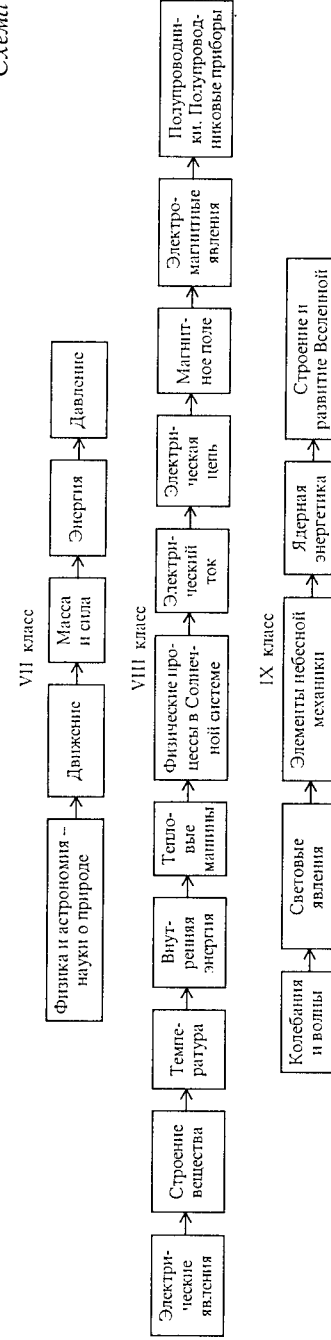 Схема
VII класс
Физика и астрономия –
науки о природе
Движение
Масса
и сила
Энергия
Давление
VIII класс
Электри-
ческие
явления
Строение
вещества
Темпе-
ратура
Внут-
ренняя
энергия
Тепло-
вые
машины
Физические про-
цессы в Солнеч-
ной системе
Электри-
ческий
ток
Электри-
ческая
цепь
Магнит-
ное поле
Электро-
магнитные
явления
Полупроводни-
ки. Полупровод-
никовые приборы
IX класс
Колебания
и волны
Световые
явления
Элементы небесной
механики
Ядерная
энергетика
Строение и
развитие Вселенной